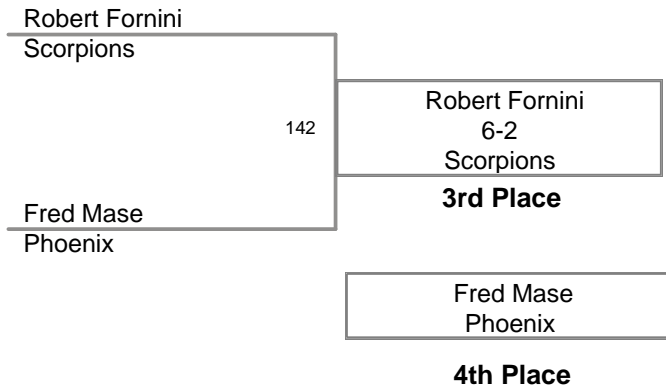 Robert Fornini
Scorpions
142
Robert Fornini
6-2
Scorpions
3rd Place
Fred Mase
Phoenix
Fred Mase
Phoenix
4th Place